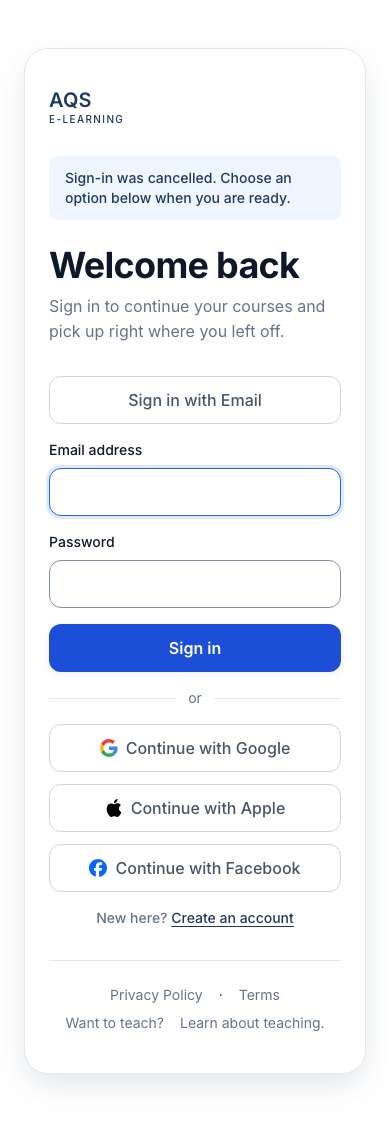 AQS
E-LEARNING
Sign-in was cancelled. Choose an
option below when you are ready.
Welcome back
Sign in to continue your courses and
pick up right where you left off.
Sign in with Email
Email address
Password
Sign in
or
Continue with Google
Continue with Apple
Continue with Facebook
New here? Create an account
Privacy Policy · Terms
Want to teach? Learn about teaching.